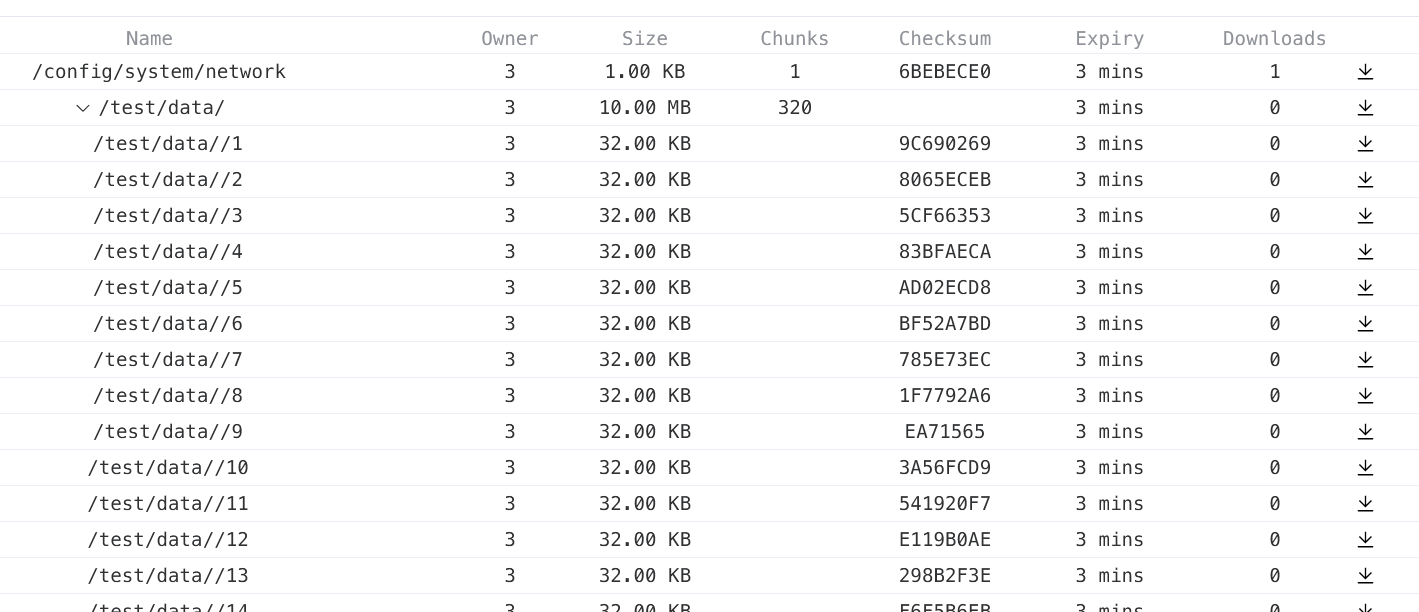 Name Owner Size Chunks Checksum Expiry Downloads
/config/system/network 3 1.00 KB 1 6BEBECE0 3 mins 1
/test/data/ 3 10.00 MB 320 3 mins 0
/test/data//1 3 32.00 KB 9C690269 3 mins 0
/test/data//2 3 32.00 KB 8065ECEB 3 mins 0
/test/data//3 3 32.00 KB 5CF66353 3 mins 0
/test/data//4 3 32.00 KB 83BFAECA 3 mins 0
/test/data//5 3 32.00 KB AD02ECD8 3 mins 0
/test/data//6 3 32.00 KB BF52A7BD 3 mins 0
/test/data//7 3 32.00 KB 785E73EC 3 mins 0
/test/data//8 3 32.00 KB 1F7792A6 3 mins 0
/test/data//9 3 32.00 KB EA71565 3 mins 0
/test/data//10 3 32.00 KB 3A56FCD9 3 mins 0
/test/data//11 3 32.00 KB 541920F7 3 mins 0
/test/data//12 3 32.00 KB E119B0AE 3 mins 0
/test/data//13 3 32.00 KB 298B2F3E 3 mins 0
/test/data//14 3 32.00 KB 3 mins 0